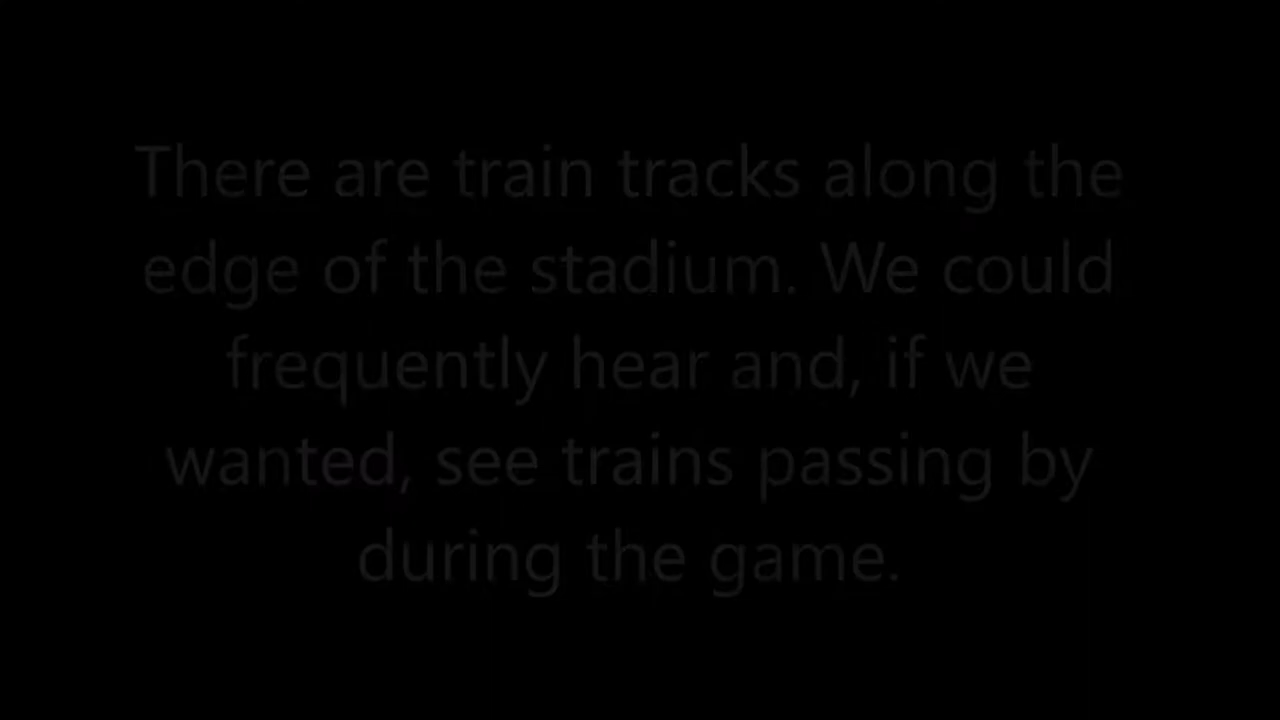 There are train tracks along the
edge of the stadium. We could
frequently hear and, if we
wanted, see trains passing by
during the game.